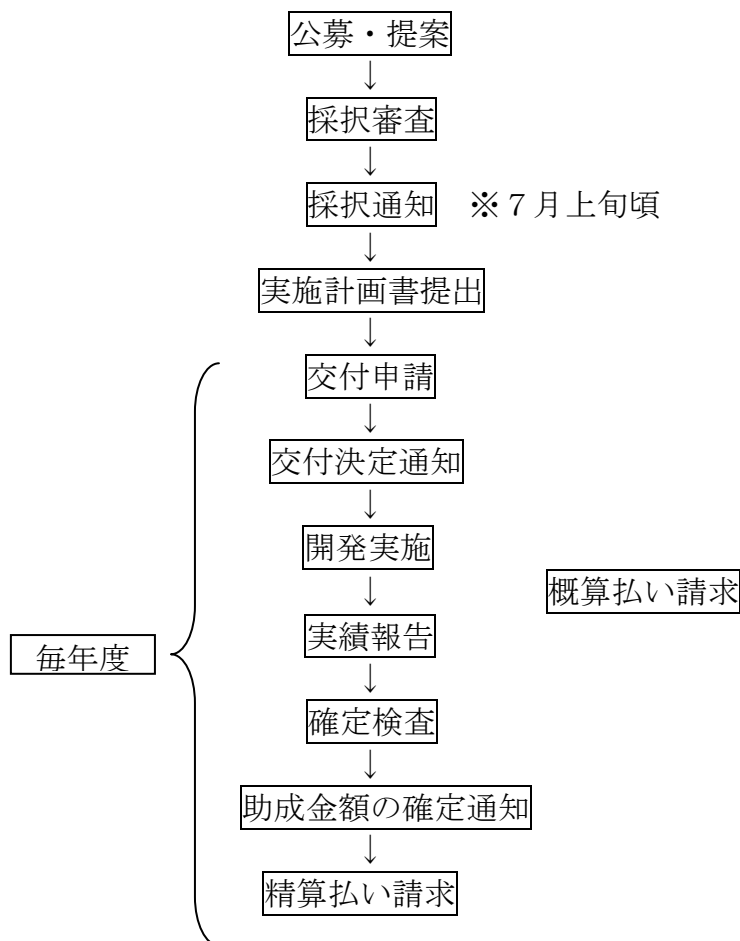 公募・提案
↓
採択審査
↓
採択通知　※７月上旬頃
↓
実施計画書提出
↓
交付申請
↓
交付決定通知
↓
開発実施
↓
概算払い請求
実績報告
毎年度
↓
確定検査
↓
助成金額の確定通知
↓
精算払い請求